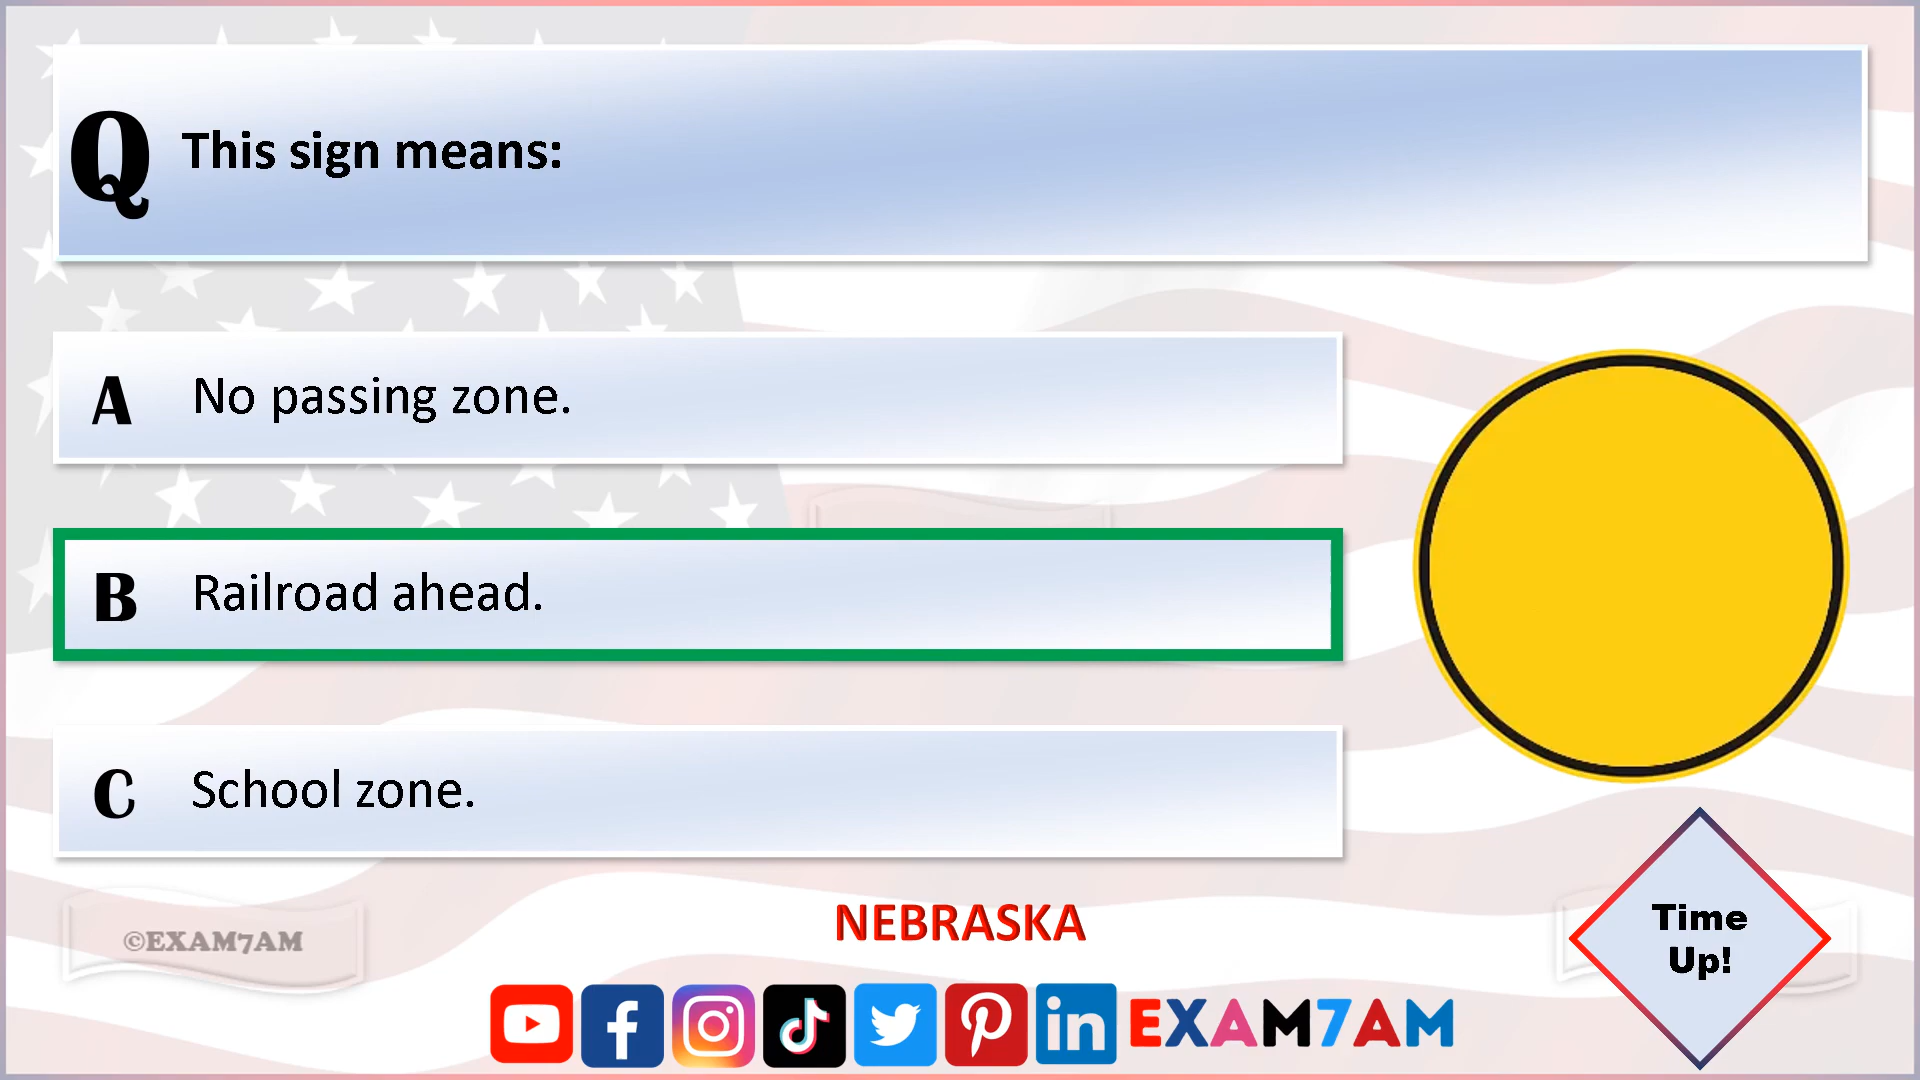 Q This sign means:
A No passing zone.
B Railroad ahead.
C School zone.
NEBRASKA
©EXAM7AM
Time
Up!
EXAM7AM